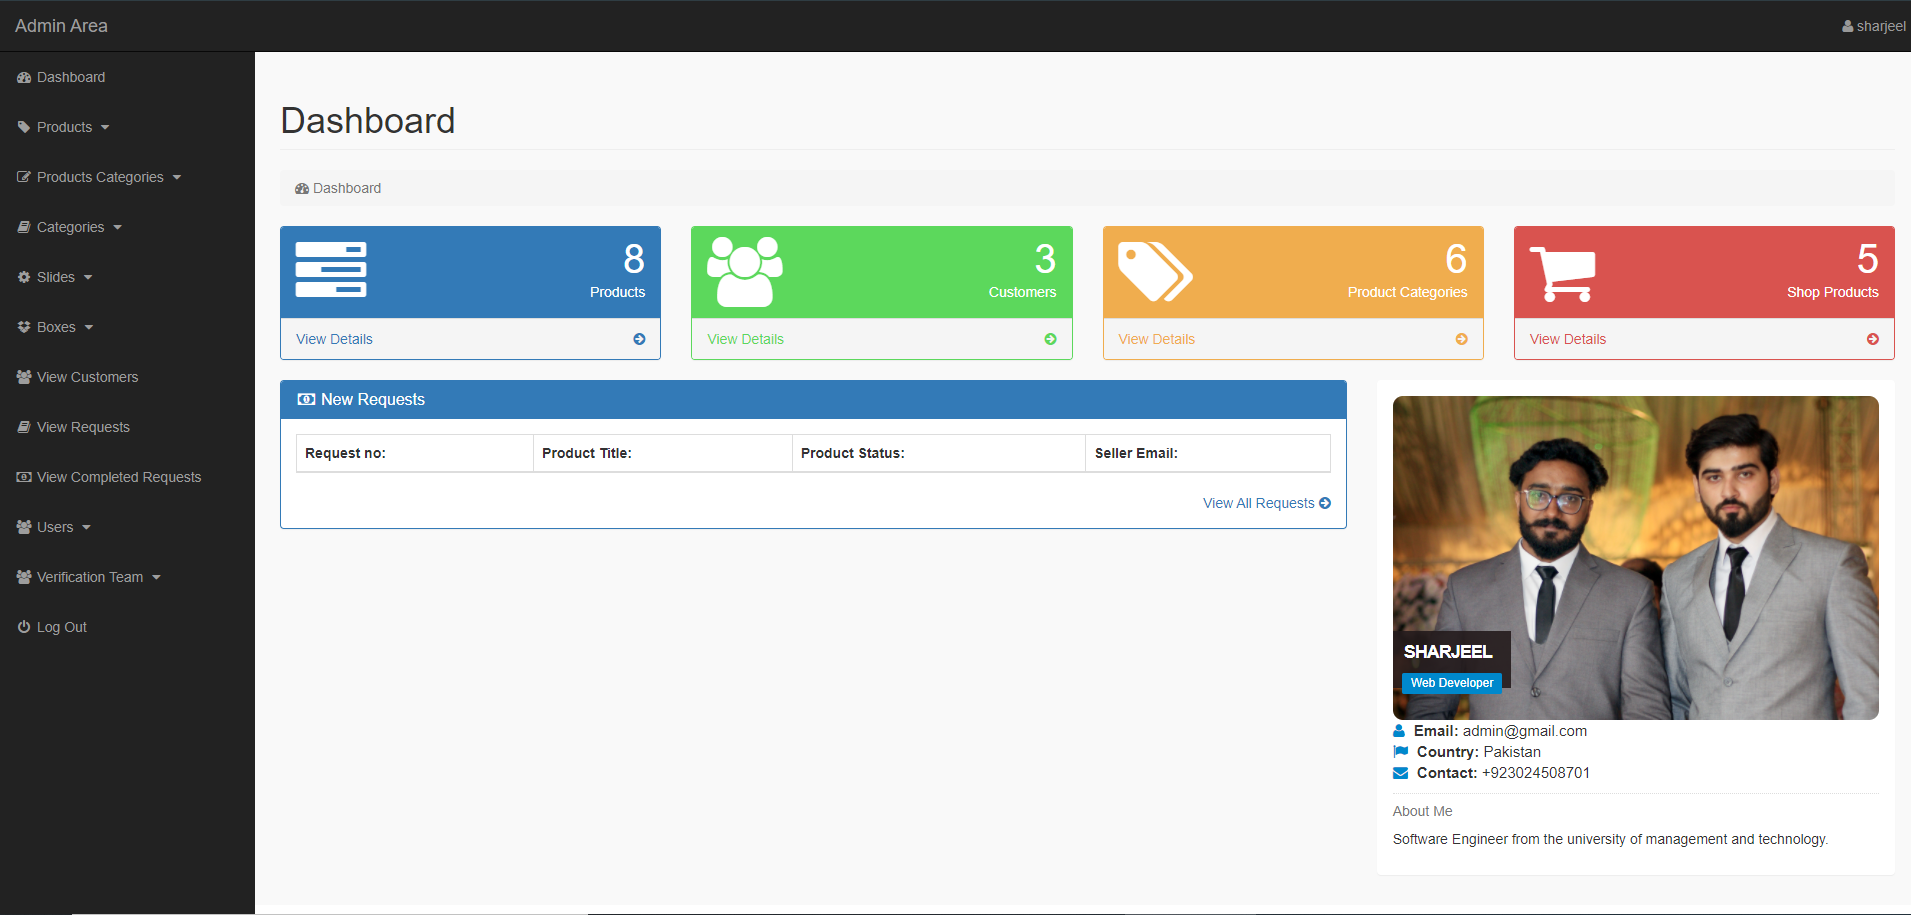 Admin Area
sharjeel
Dashboard
Products
Products Categories
Categories
Slides
Boxes
View Customers
View Requests
View Completed Requests
Users
Verification Team
Log Out
Dashboard
Dashboard
8
Products
View Details
3
Customers
View Details
6
Product Categories
View Details
5
Shop Products
View Details
New Requests
Request no: Product Title: Product Status: Seller Email:
View All Requests
SHARJEEL
Web Developer
Email: admin@gmail.com
Country: Pakistan
Contact: +923024508701
About Me
Software Engineer from the university of management and technology.